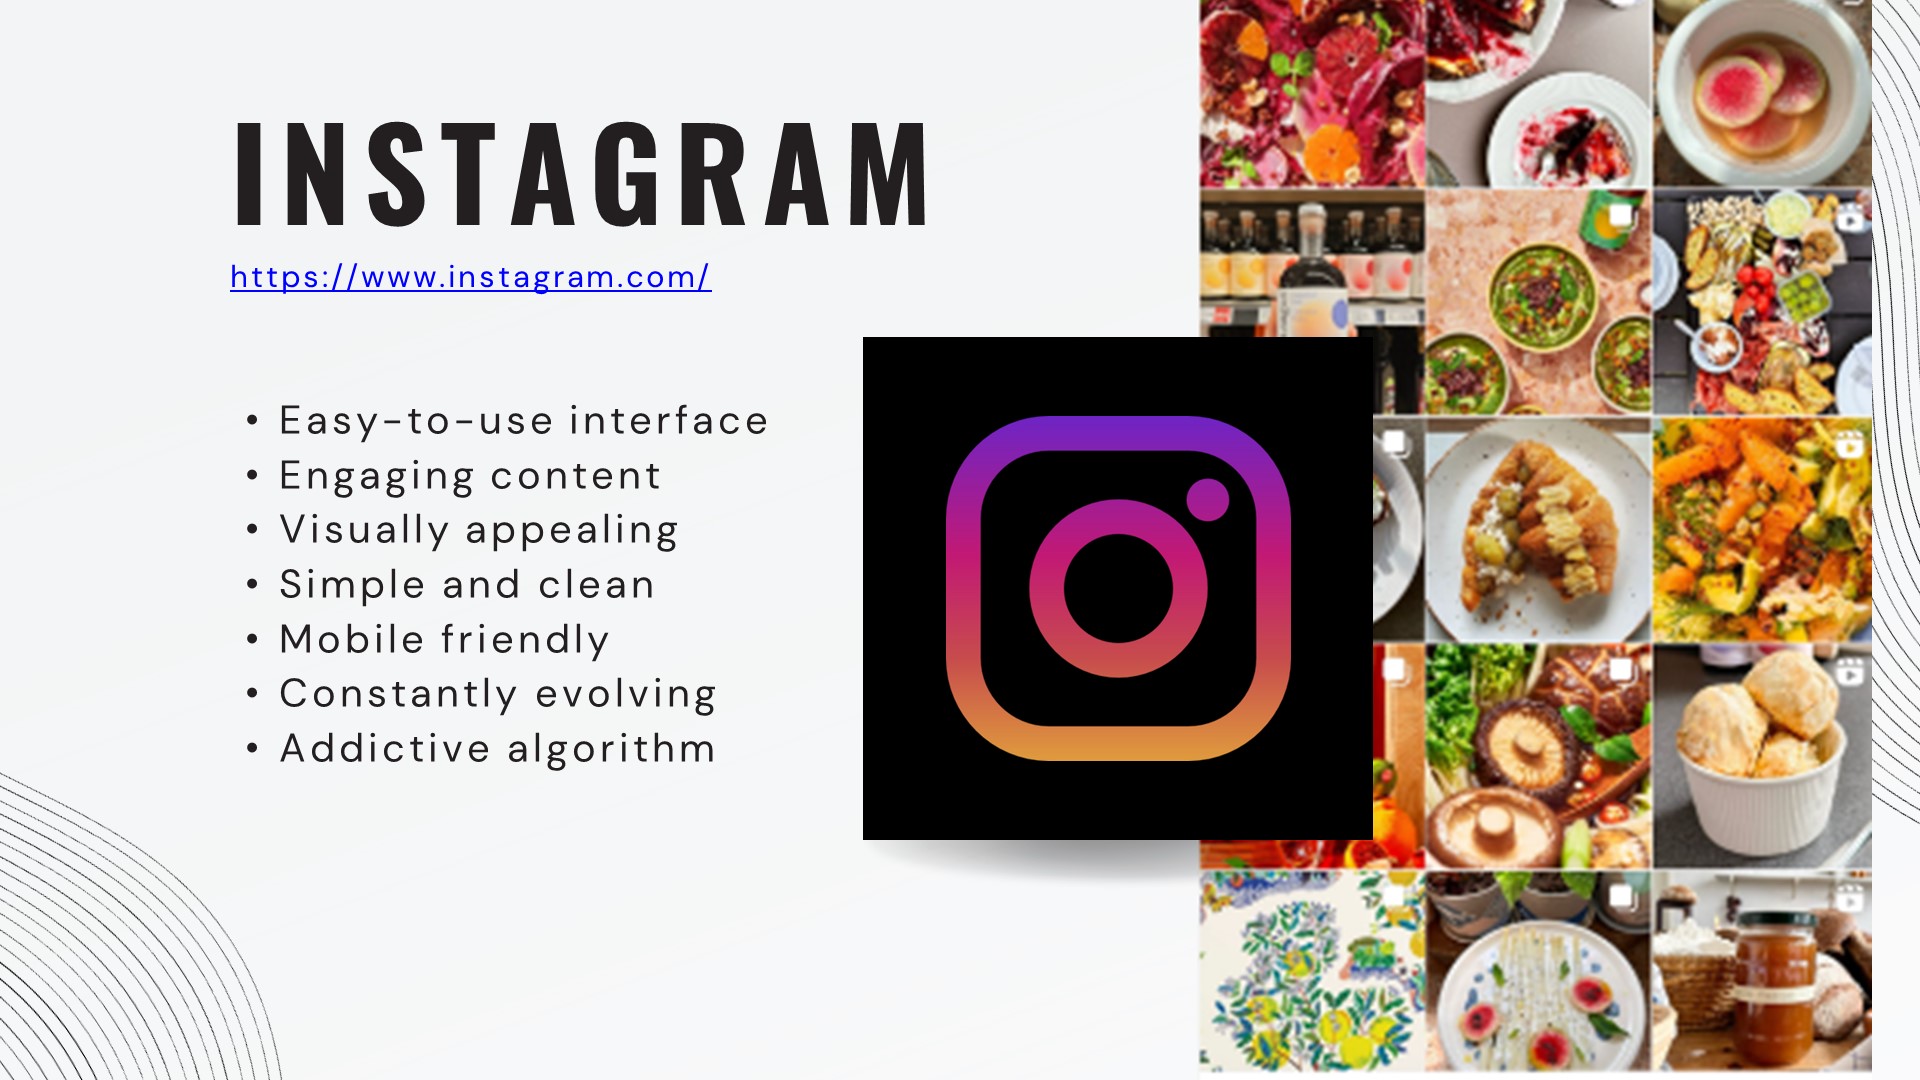 INSTAGRAM
https://www.instagram.com/
• Easy-to-use interface
• Engaging content
• Visually appealing
• Simple and clean
• Mobile friendly
• Constantly evolving
• Addictive algorithm